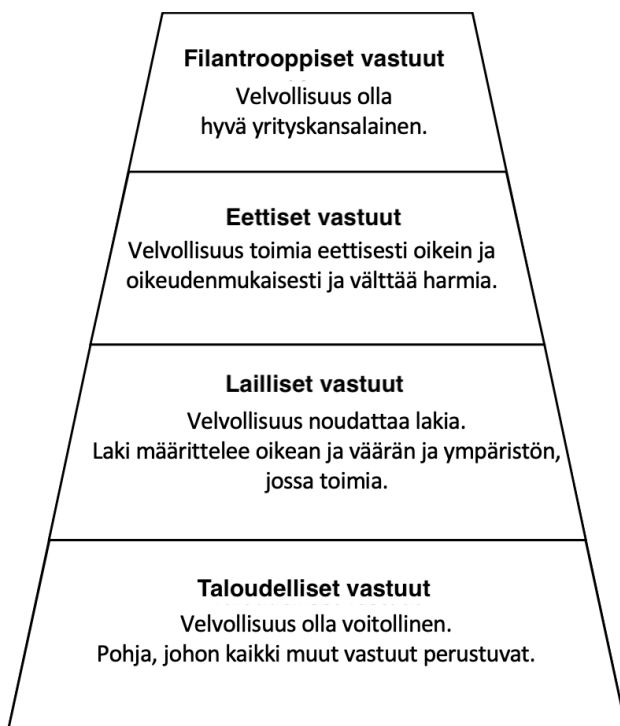 Filantrooppiset vastuut
Velvollisuus olla
hyvä yrityskansalainen.
Eettiset vastuut
Velvollisuus toimia eettisesti oikein ja
oikeudenmukaisesti ja välttää harmia.
Lailliset vastuut
Velvollisuus noudattaa lakia.
Laki määrittelee oikean ja väärän ja ympäristön,
jossa toimia.
Taloudelliset vastuut
Velvollisuus olla voitollinen.
Pohja, johon kaikki muut vastuut perustuvat.